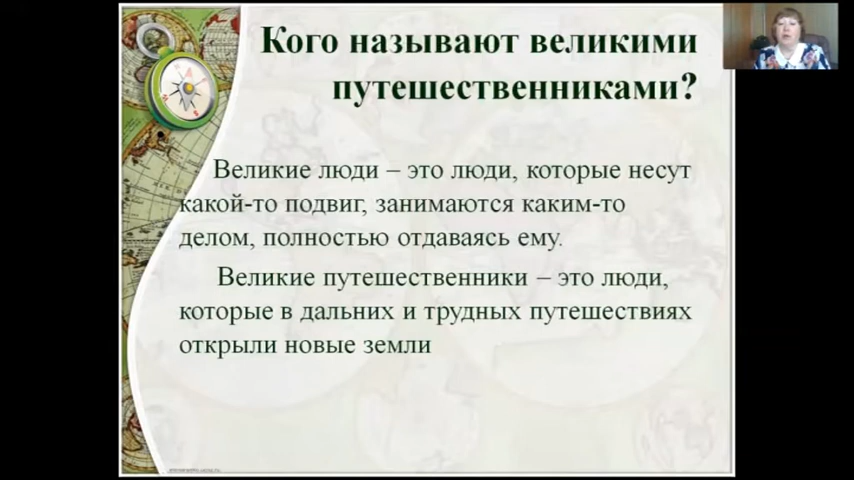 Кого называют великими
путешественниками?
Великие люди – это люди, которые несут
какой-то подвиг, занимаются каким-то
делом, полностью отдаваясь ему.
Великие путешественники – это люди,
которые в дальних и трудных путешествиях
открыли новые земли